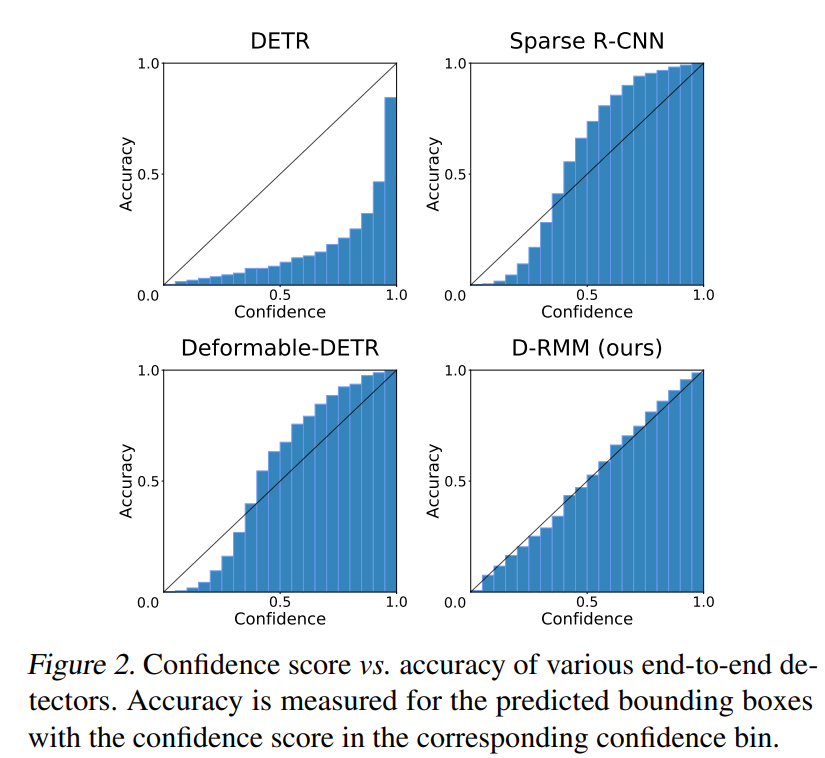 DETR
Sparse R-CNN
1.0
0.5
0.0
Accuracy
0.5
1.0
Confidence
1.0
0.5
0.0
Accuracy
0.5
1.0
Confidence
Deformable-DETR
D-RMM (ours)
1.0
0.5
0.0
Accuracy
0.5
1.0
Confidence
1.0
0.5
0.0
Accuracy
0.5
1.0
Confidence
Figure 2. Confidence score vs. accuracy of various end-to-end de-
tectors. Accuracy is measured for the predicted bounding boxes
with the confidence score in the corresponding confidence bin.